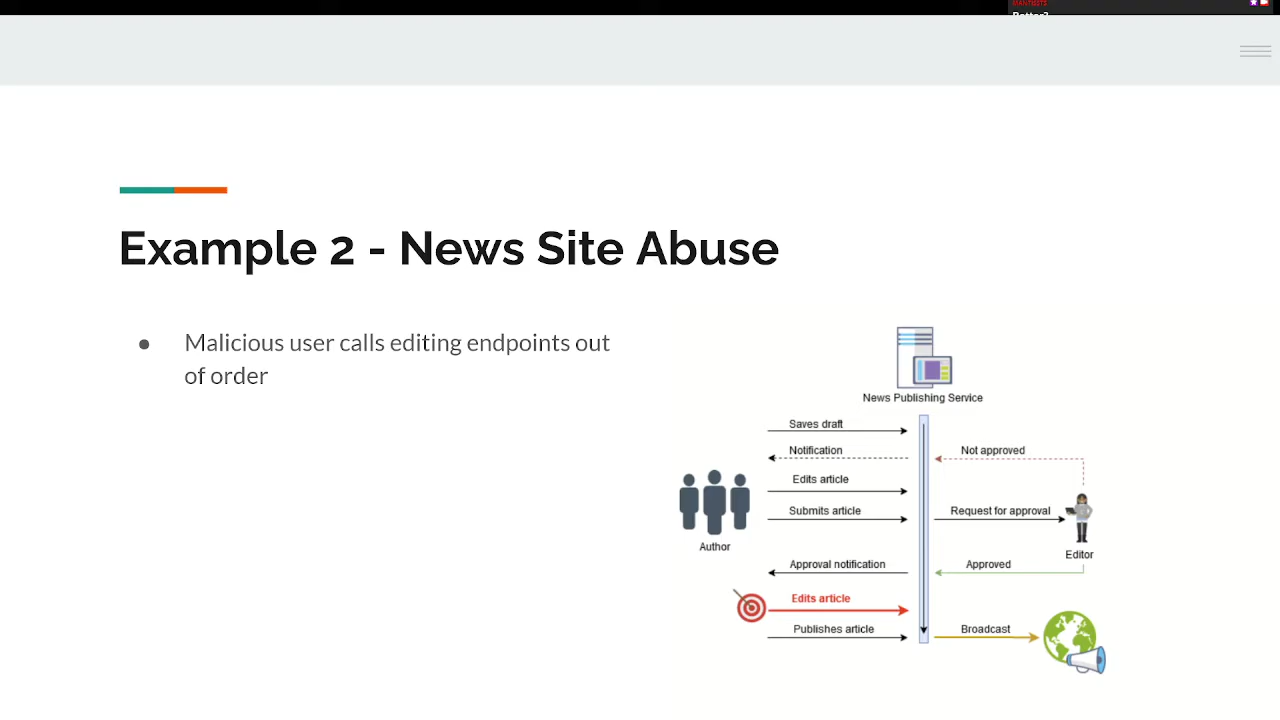 Example 2 - News Site Abuse
● Malicious user calls editing endpoints out
of order
News Publishing Service
Saves draft
Notification
Not approved
Edits article
Submits article
Request for approval
Author
Editor
Approval notification
Approved
Edits article
Publishes article
Broadcast